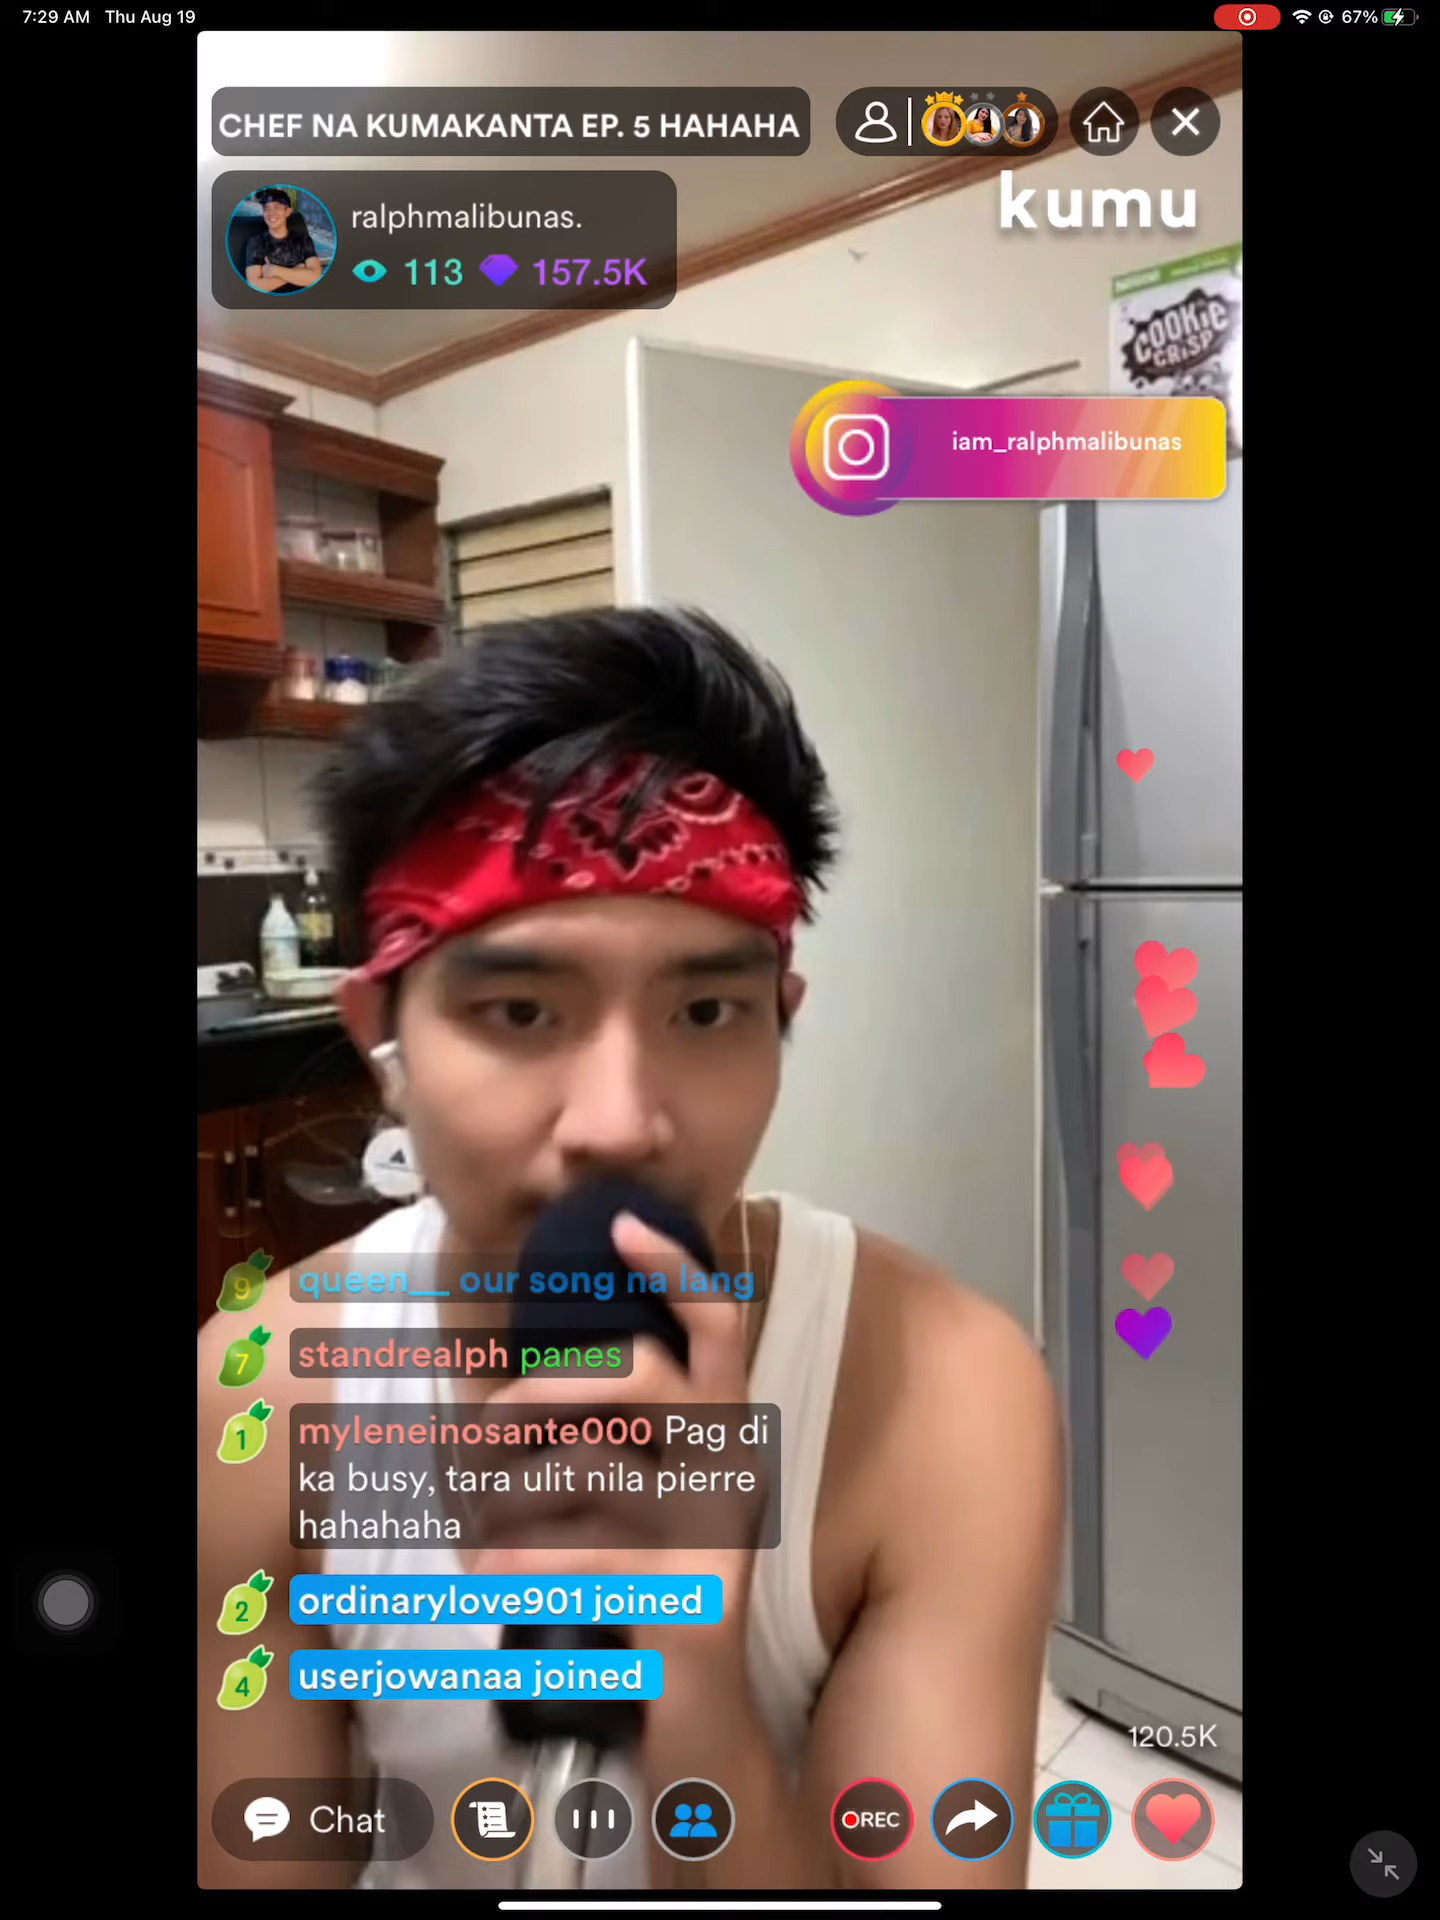 7:29 AM Thu Aug 19
67%
CHEF NA KUMAKANTA EP. 5 HAHAHA
ralphmalibunas.
113 157.5K
kumu
COOKIE
CRISP
iam_ralphmalibunas
9 queen__ our song na lang
7 standrealph panes
1 myleneinosante000 Pag di
ka busy, tara ulit nila pierre
hahahaha
2 ordinarylove901 joined
4 userjowanaa joined
120.5K
Chat
REC